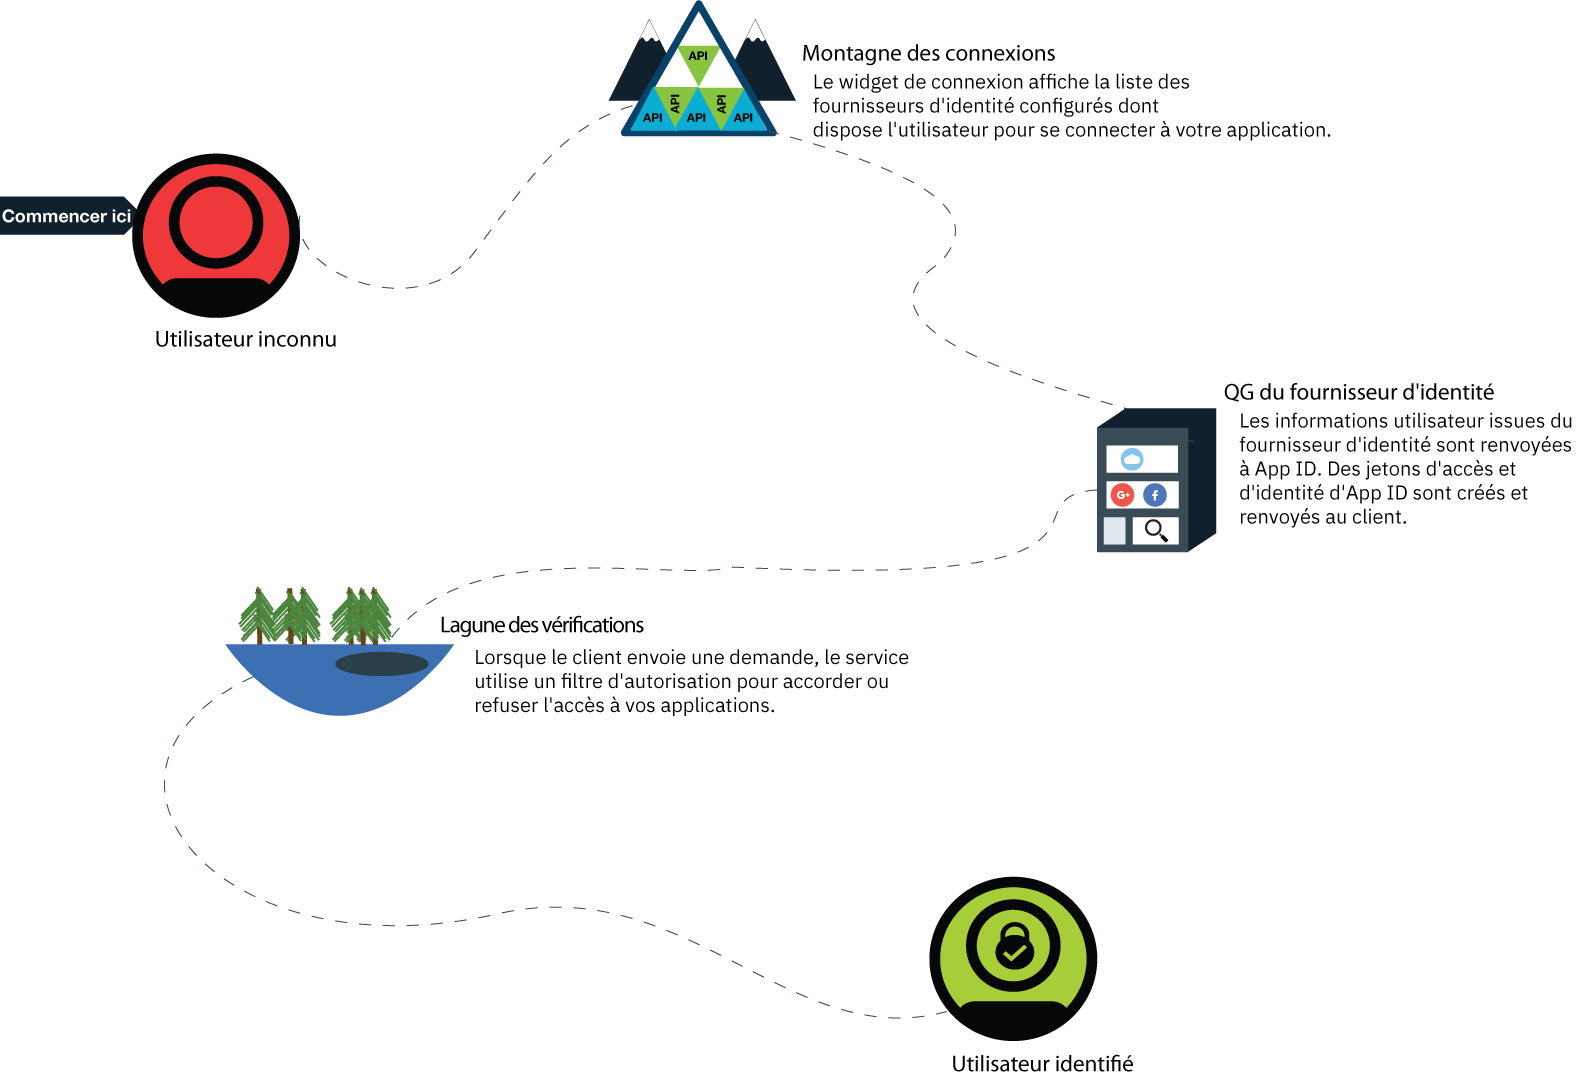 Montagne des connexions
Le widget de connexion affiche la liste des
fournisseurs d'identité configurés dont
dispose l'utilisateur pour se connecter à votre application.
API
API
API
API
API
API
Commencer ici
Utilisateur inconnu
QG du fournisseur d'identité
Les informations utilisateur issues du
fournisseur d'identité sont renvoyées
à App ID. Des jetons d'accès et
d'identité d'App ID sont créés et
renvoyés au client.
G+
f
Lagune des vérifications
Lorsque le client envoie une demande, le service
utilise un filtre d'autorisation pour accorder ou
refuser l'accès à vos applications.
Utilisateur identifié